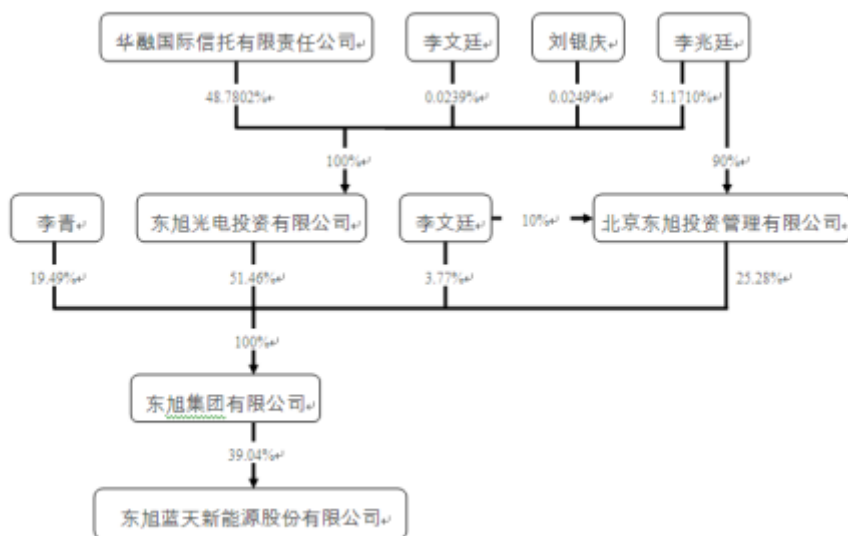 华融国际信托有限责任公司
李文廷
刘银庆
李兆廷
48.7802%
0.0239%
0.0249%
51.1710%
100%
90%
李青
东旭光电投资有限公司
李文廷
10%
北京东旭投资管理有限公司
19.49%
51.46%
3.77%
25.28%
100%
东旭集团有限公司
39.04%
东旭蓝天新能源股份有限公司